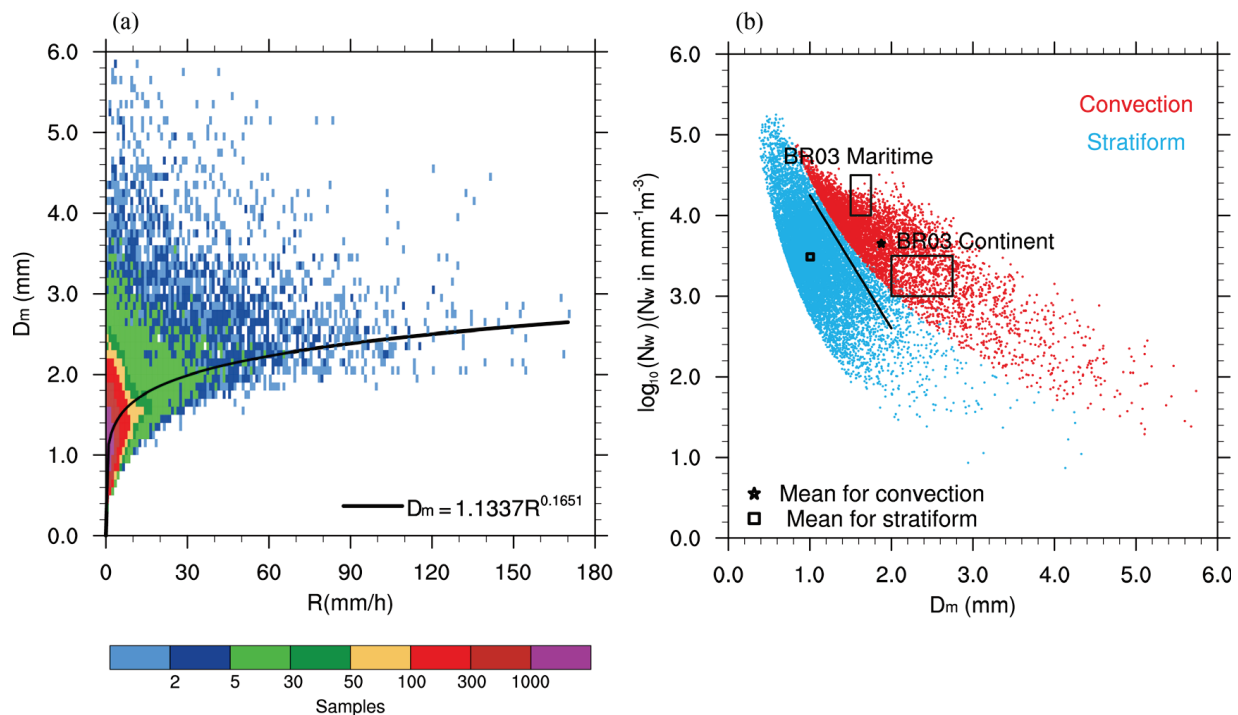 (a)
6.0
5.0
4.0
3.0
2.0
1.0
0.0
Dm (mm)
Dm = 1.1337R^0.1651
0 30 60 90 120 150 180
R(mm/h)
2 5 30 50 100 300 1000
Samples
(b)
6.0
5.0
4.0
3.0
2.0
1.0
0.0
log10(Nw)(Nw in mm-1m-3)
Convection
Stratiform
BR03 Maritime
BR03 Continent
Mean for convection
Mean for stratiform
0.0 1.0 2.0 3.0 4.0 5.0 6.0
Dm (mm)